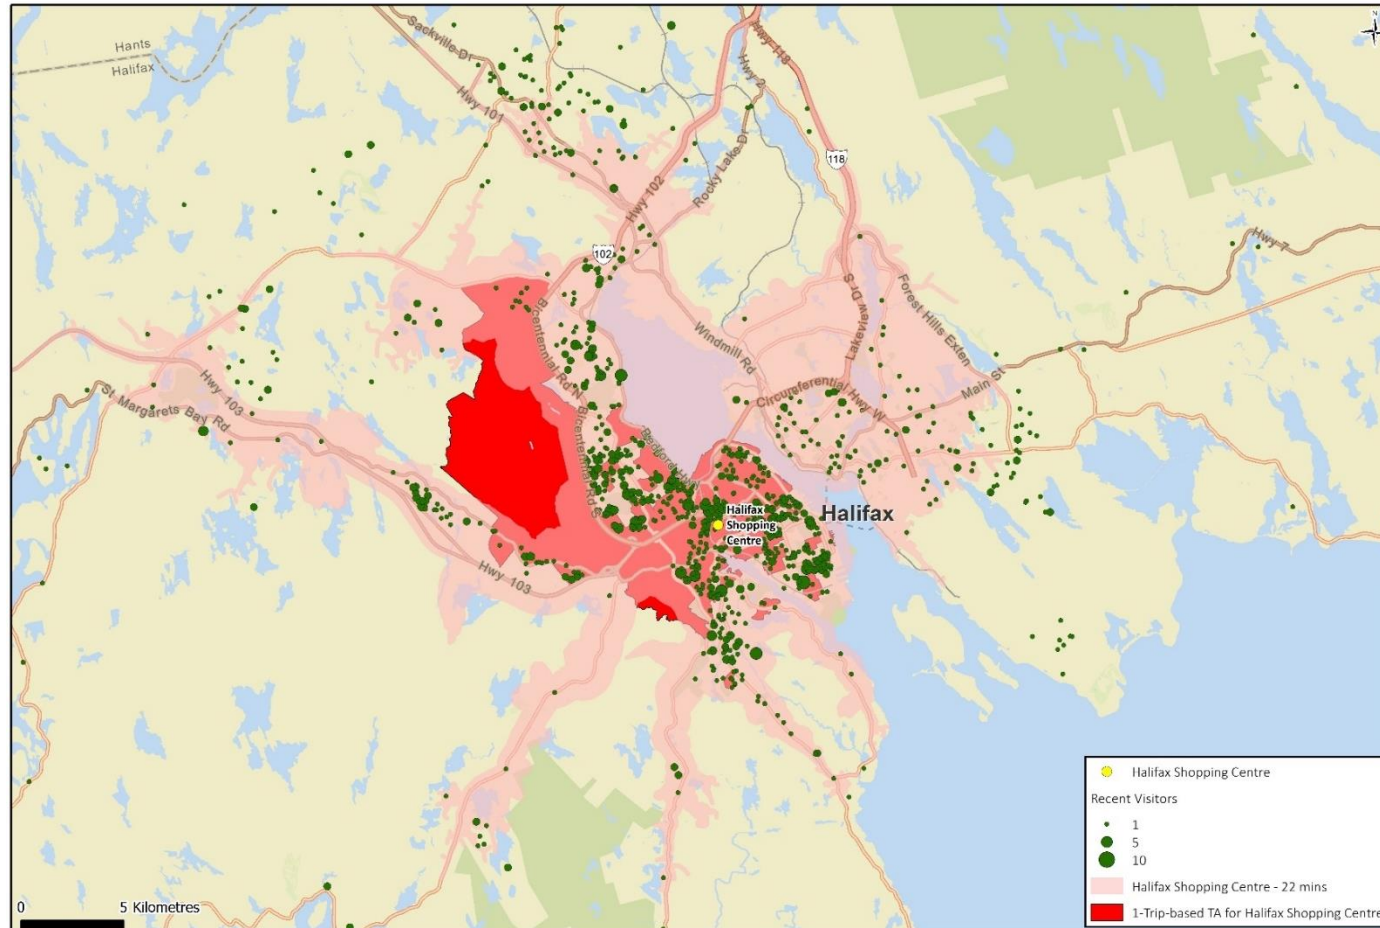 N
Hants
Halifax
Sackville Dr
Hwy 101
Hwy 2
Hwy 118
Rocky Lake Dr
118
Hwy 102
102
Hwy 7
Forest Hills Exten
Lakeview Dr S
Windmill Rd
Bicentennial Rd N
Circumferential Hwy W
Main St
Hwy 103
St Margarets Bay Rd
Bicentennial Rd S
Bedford Hwy
Halifax
Shopping
Centre
Halifax
Hwy 103
Halifax Shopping Centre
Recent Visitors
1
5
10
Halifax Shopping Centre - 22 mins
1-Trip-based TA for Halifax Shopping Centre
0 5 Kilometres